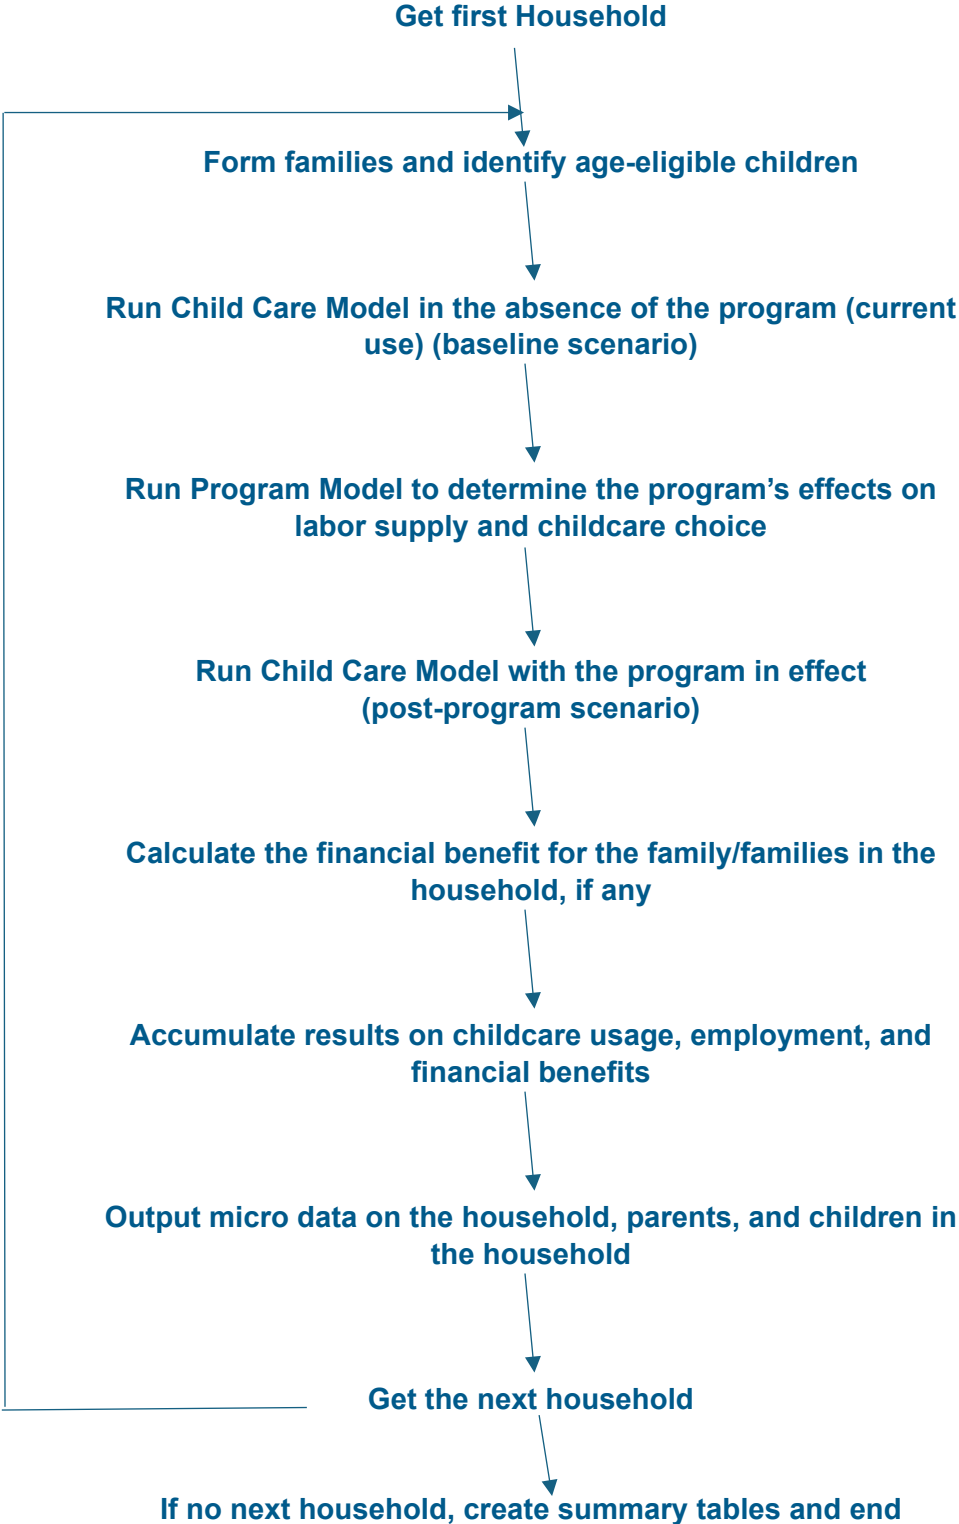 Get first Household
Form families and identify age-eligible children
Run Child Care Model in the absence of the program (current
use) (baseline scenario)
Run Program Model to determine the program’s effects on
labor supply and childcare choice
Run Child Care Model with the program in effect
(post-program scenario)
Calculate the financial benefit for the family/families in the
household, if any
Accumulate results on childcare usage, employment, and
financial benefits
Output micro data on the household, parents, and children in
the household
Get the next household
If no next household, create summary tables and end